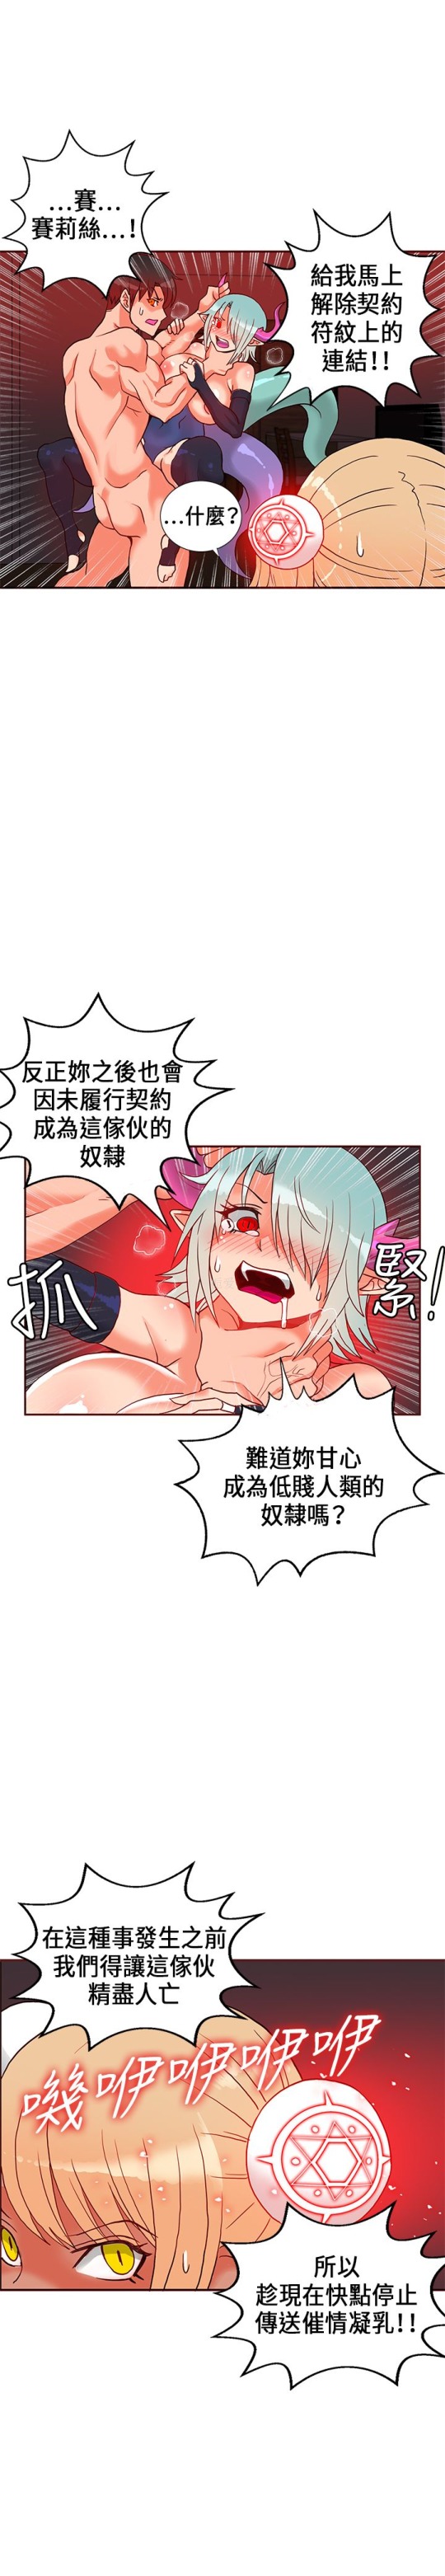 …賽…
賽莉絲…！
給我馬上
解除契約
符紋上的
連結！！
…什麼？
反正妳之後也會
因未履行契約
成為這傢伙的
奴隸
抓
緊！
難道妳甘心
成為低賤人類的
奴隸嗎？
在這種事發生之前
我們得讓這傢伙
精盡人亡
嘰咿咿咿咿
所以
趁現在快點停止
傳送催情凝乳！！